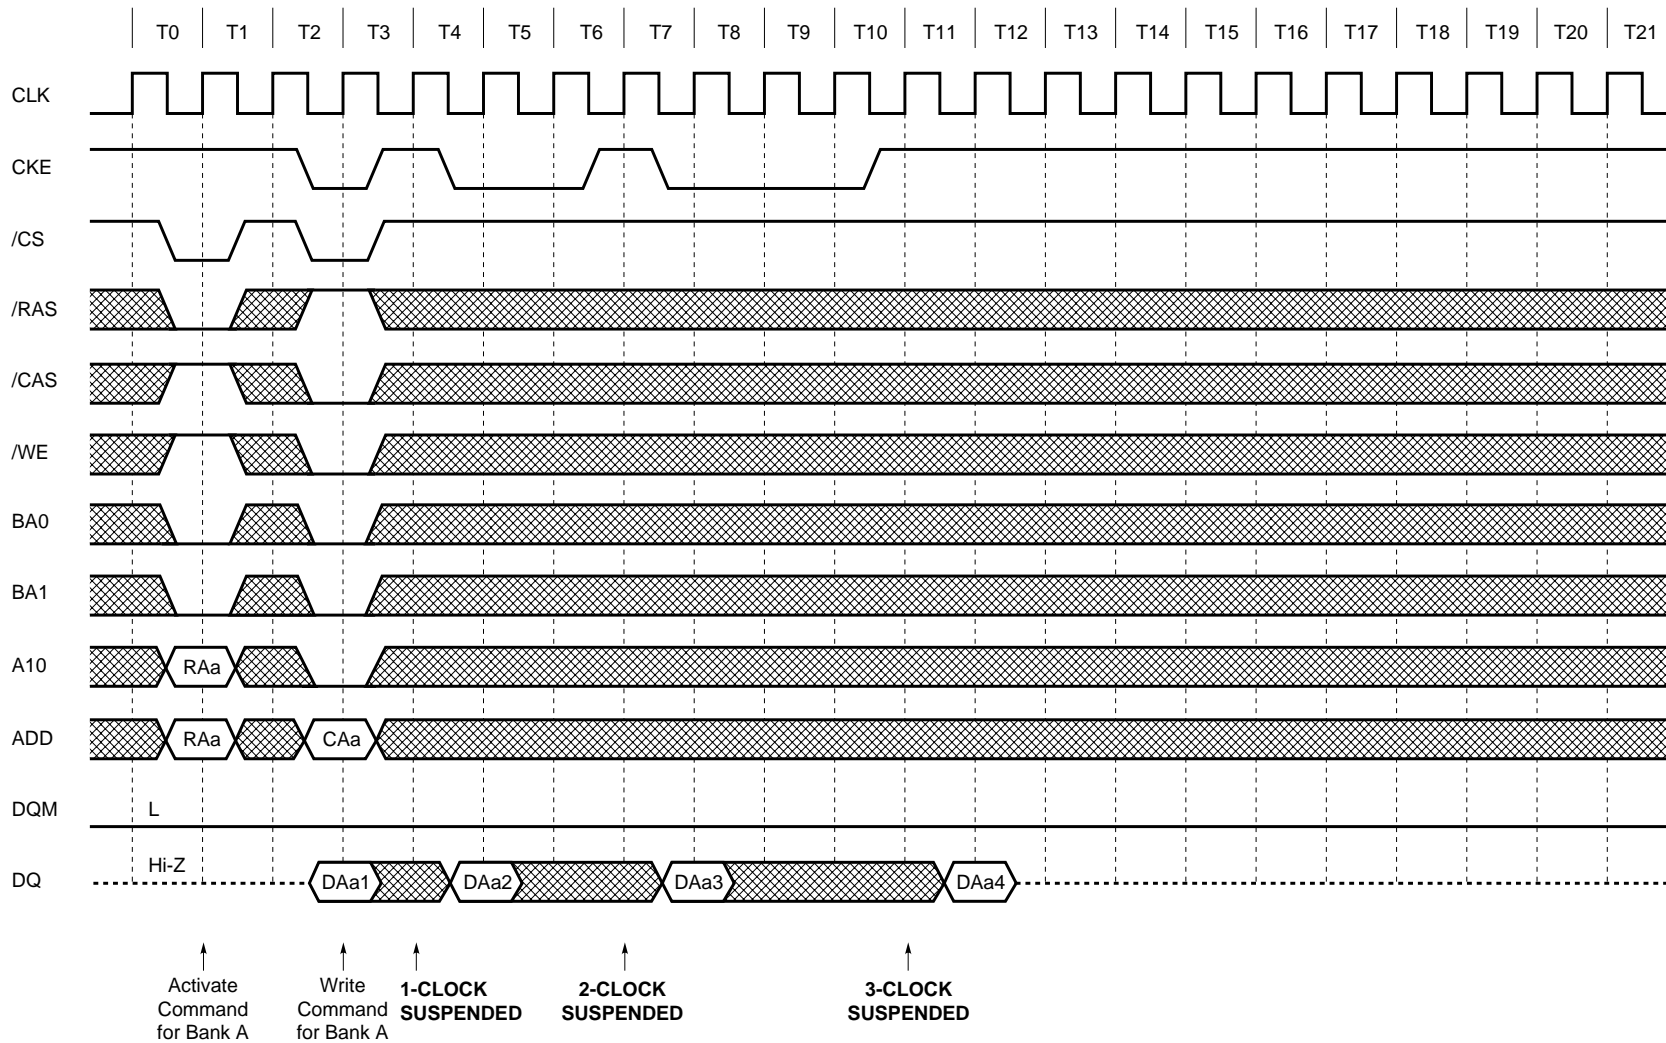 T0 T1 T2 T3 T4 T5 T6 T7 T8 T9 T10 T11 T12 T13 T14 T15 T16 T17 T18 T19 T20 T21
CLK
CKE
/CS
/RAS
/CAS
/WE
BA0
BA1
A10 RAa
ADD RAa CAa
DQM L
DQ Hi-Z DAa1 DAa2 DAa3 DAa4
Activate
Command
for Bank A
Write
Command
for Bank A
1-CLOCK
SUSPENDED
2-CLOCK
SUSPENDED
3-CLOCK
SUSPENDED